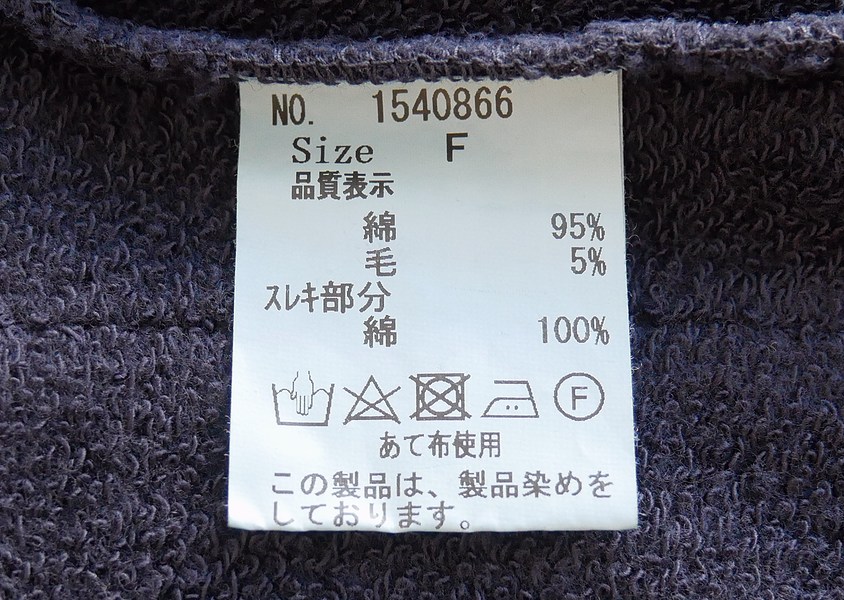 NO. 1540866
Size F
品質表示
綿 95%
毛 5%
スレキ部分
綿 100%
F
あて布使用
この製品は、製品染めを
しております。